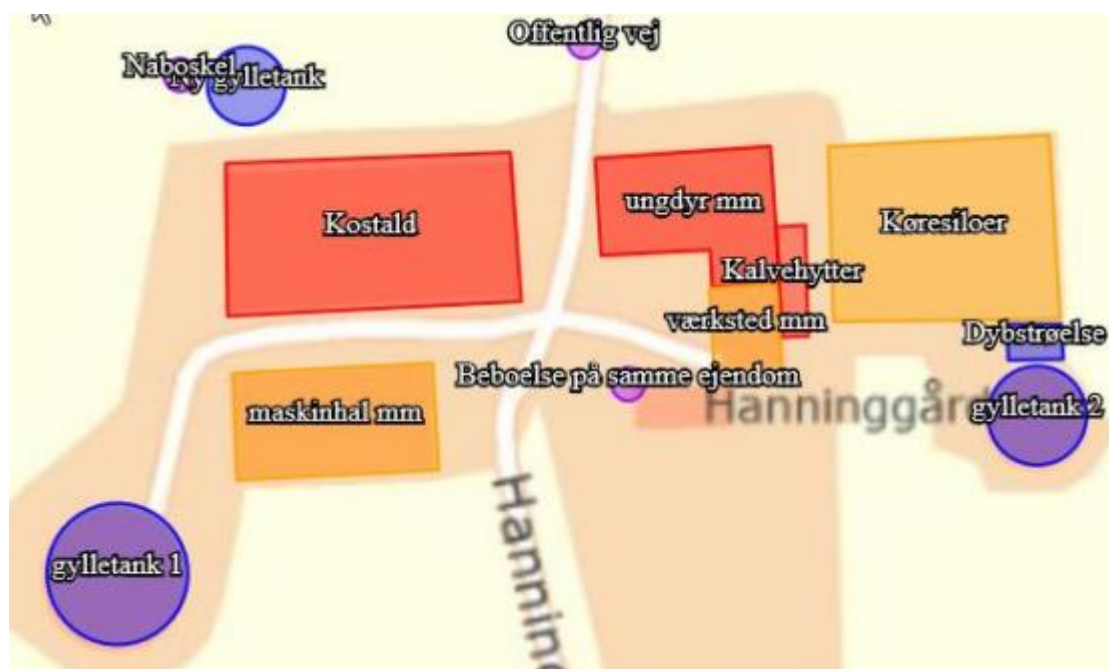 Offentlig vej
Naboskel
Ny gylletank
Kostald
ungdyr mm
Køresiloer
Kalvehytter
værksted mm
Dybstrøelse
Beboelse på samme ejendom
maskinhal mm
Hanninggård
gylletank 2
gylletank 1